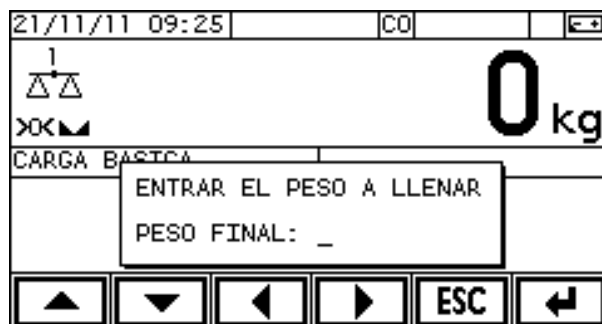 21/11/11 09:25 CO
1
0 kg
CARGA BASICA
ENTRAR EL PESO A LLENAR
PESO FINAL: _
ESC